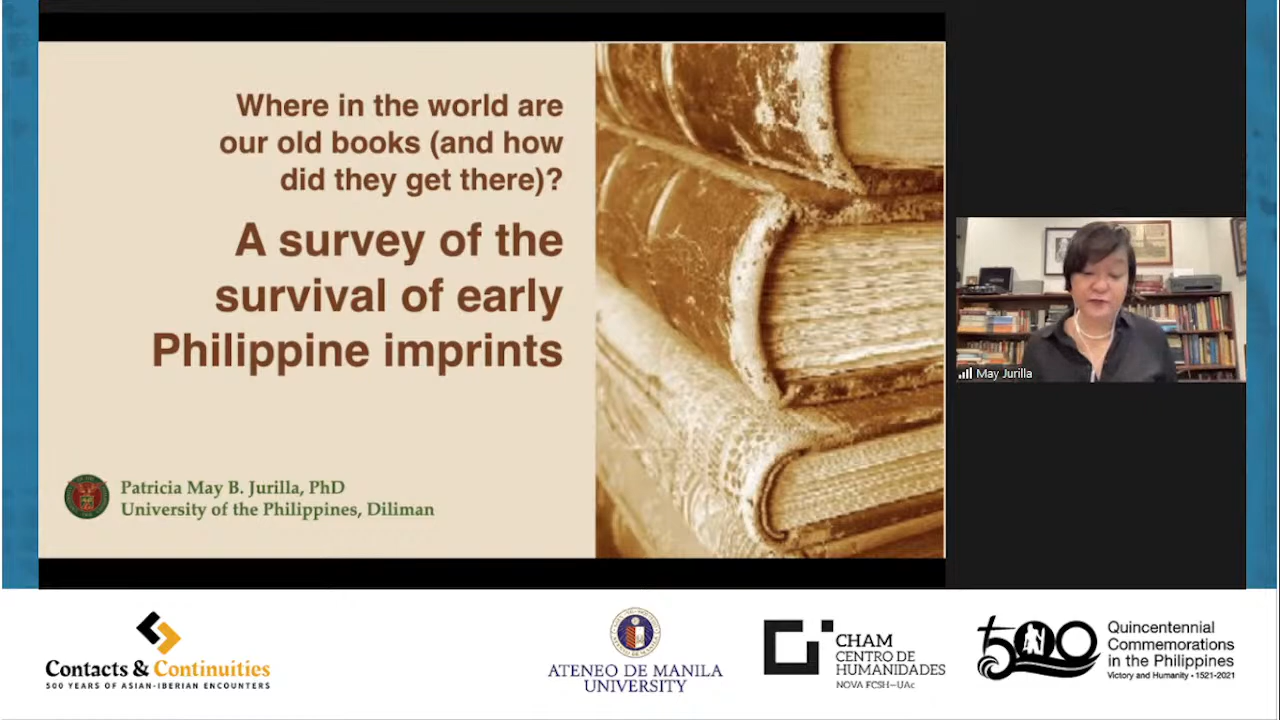 Where in the world are
our old books (and how
did they get there)?
A survey of the
survival of early
Philippine imprints
Patricia May B. Jurilla, PhD
University of the Philippines, Diliman
May Jurilla
Contacts & Continuities
500 YEARS OF ASIAN-IBERIAN ENCOUNTERS
ATENEO DE MANILA
UNIVERSITY
CHAM
CENTRO DE
HUMANIDADES
NOVA FCSH—UAc
500
Quincentennial
Commemorations
in the Philippines
Victory and Humanity • 1521-2021